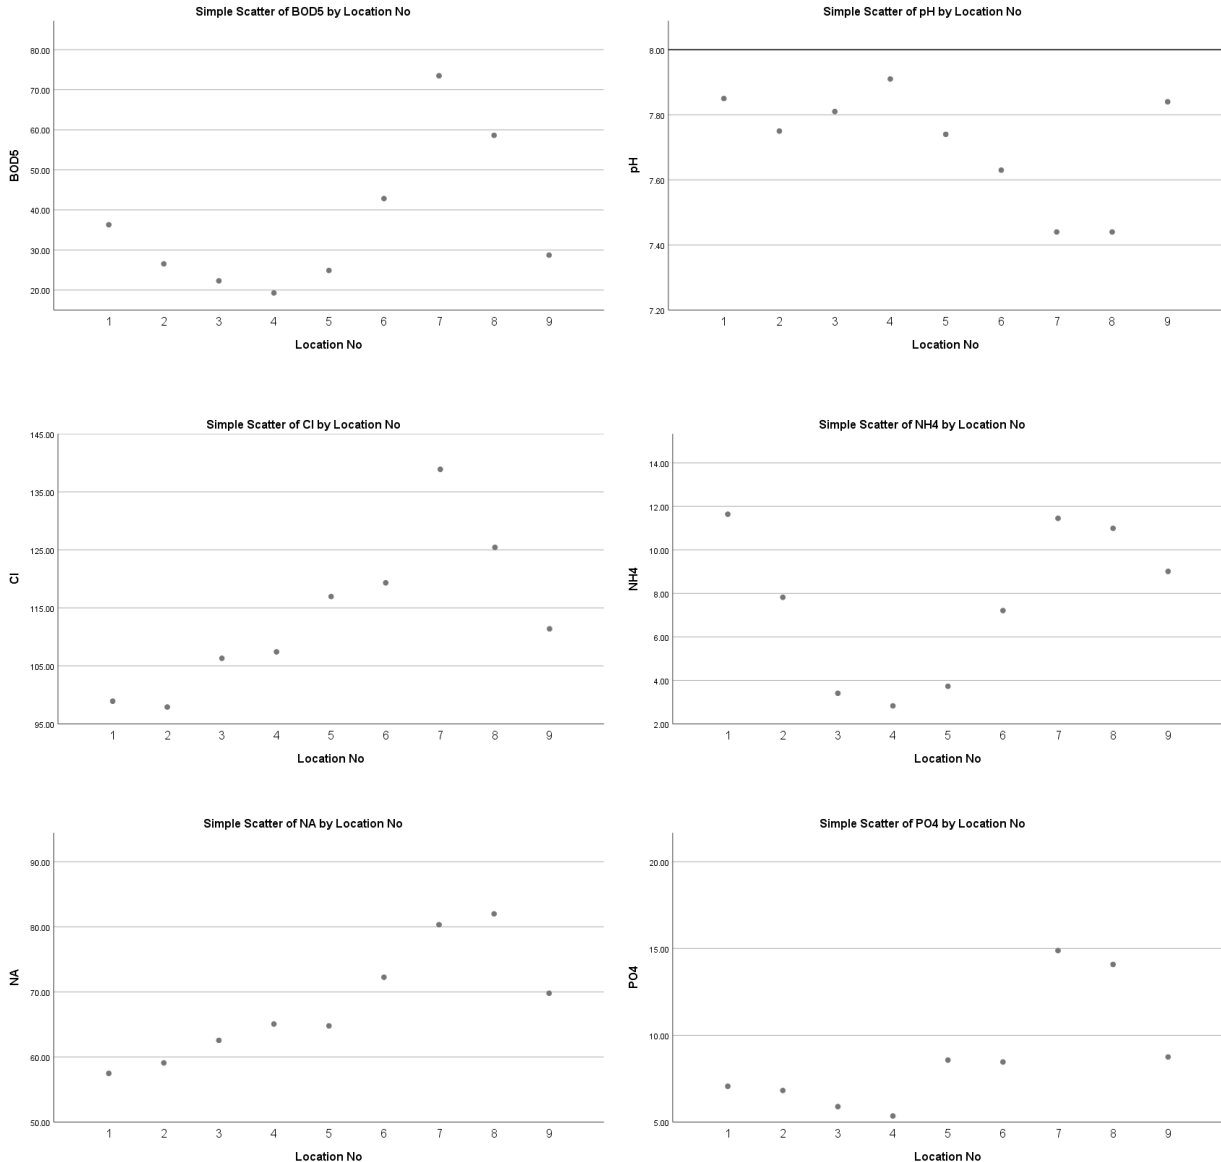 Simple Scatter of BOD5 by Location No
80.00
70.00
60.00
50.00
40.00
30.00
20.00
BOD5
1 2 3 4 5 6 7 8 9
Location No
Simple Scatter of pH by Location No
8.00
7.80
7.60
7.40
7.20
pH
1 2 3 4 5 6 7 8 9
Location No
Simple Scatter of Cl by Location No
145.00
135.00
125.00
115.00
105.00
95.00
Cl
1 2 3 4 5 6 7 8 9
Location No
Simple Scatter of NH4 by Location No
14.00
12.00
10.00
8.00
6.00
4.00
2.00
NH4
1 2 3 4 5 6 7 8 9
Location No
Simple Scatter of NA by Location No
90.00
80.00
70.00
60.00
50.00
NA
1 2 3 4 5 6 7 8 9
Location No
Simple Scatter of PO4 by Location No
20.00
15.00
10.00
5.00
PO4
1 2 3 4 5 6 7 8 9
Location No